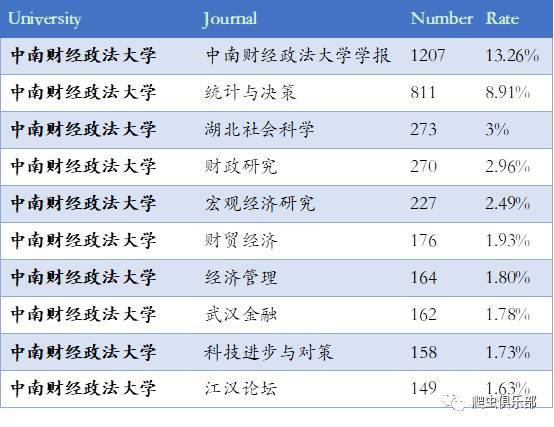 University Journal Number Rate
中南财经政法大学 中南财经政法大学学报 1207 13.26%
中南财经政法大学 统计与决策 811 8.91%
中南财经政法大学 湖北社会科学 273 3%
中南财经政法大学 财政研究 270 2.96%
中南财经政法大学 宏观经济研究 227 2.49%
中南财经政法大学 财贸经济 176 1.93%
中南财经政法大学 经济管理 164 1.80%
中南财经政法大学 武汉金融 162 1.78%
中南财经政法大学 科技进步与对策 158 1.73%
中南财经政法大学 江汉论坛 149 1.63%
爬虫俱乐部